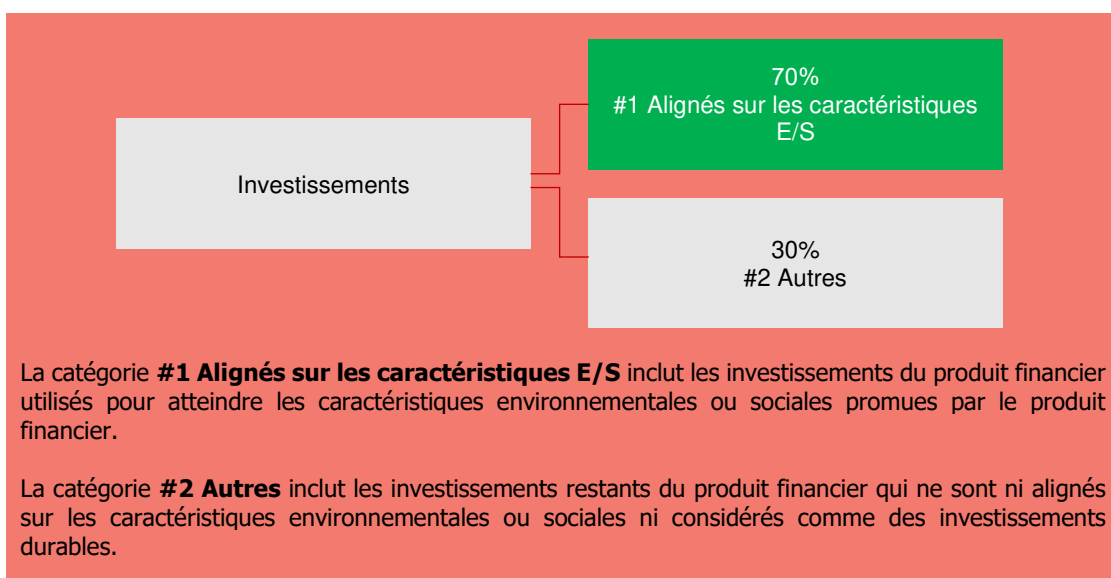 70%
#1 Alignés sur les caractéristiques
E/S
Investissements
30%
#2 Autres
La catégorie #1 Alignés sur les caractéristiques E/S inclut les investissements du produit financier
utilisés pour atteindre les caractéristiques environnementales ou sociales promues par le produit
financier.
La catégorie #2 Autres inclut les investissements restants du produit financier qui ne sont ni alignés
sur les caractéristiques environnementales ou sociales ni considérés comme des investissements
durables.